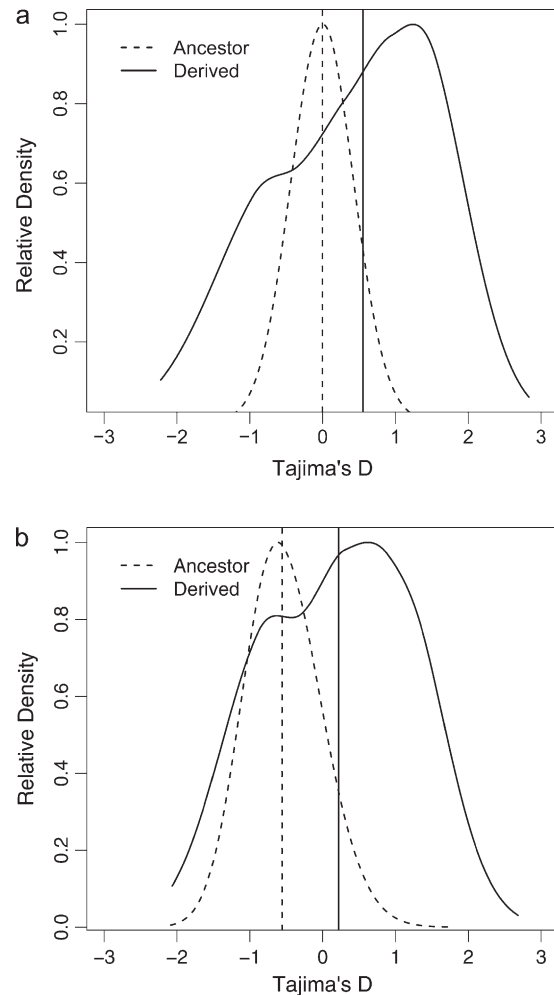 a
Ancestor
Derived
Relative Density
1.0
0.8
0.6
0.4
0.2
−3 −2 −1 0 1 2 3
Tajima's D
b
Ancestor
Derived
Relative Density
1.0
0.8
0.6
0.4
0.2
0.0
−3 −2 −1 0 1 2 3
Tajima's D